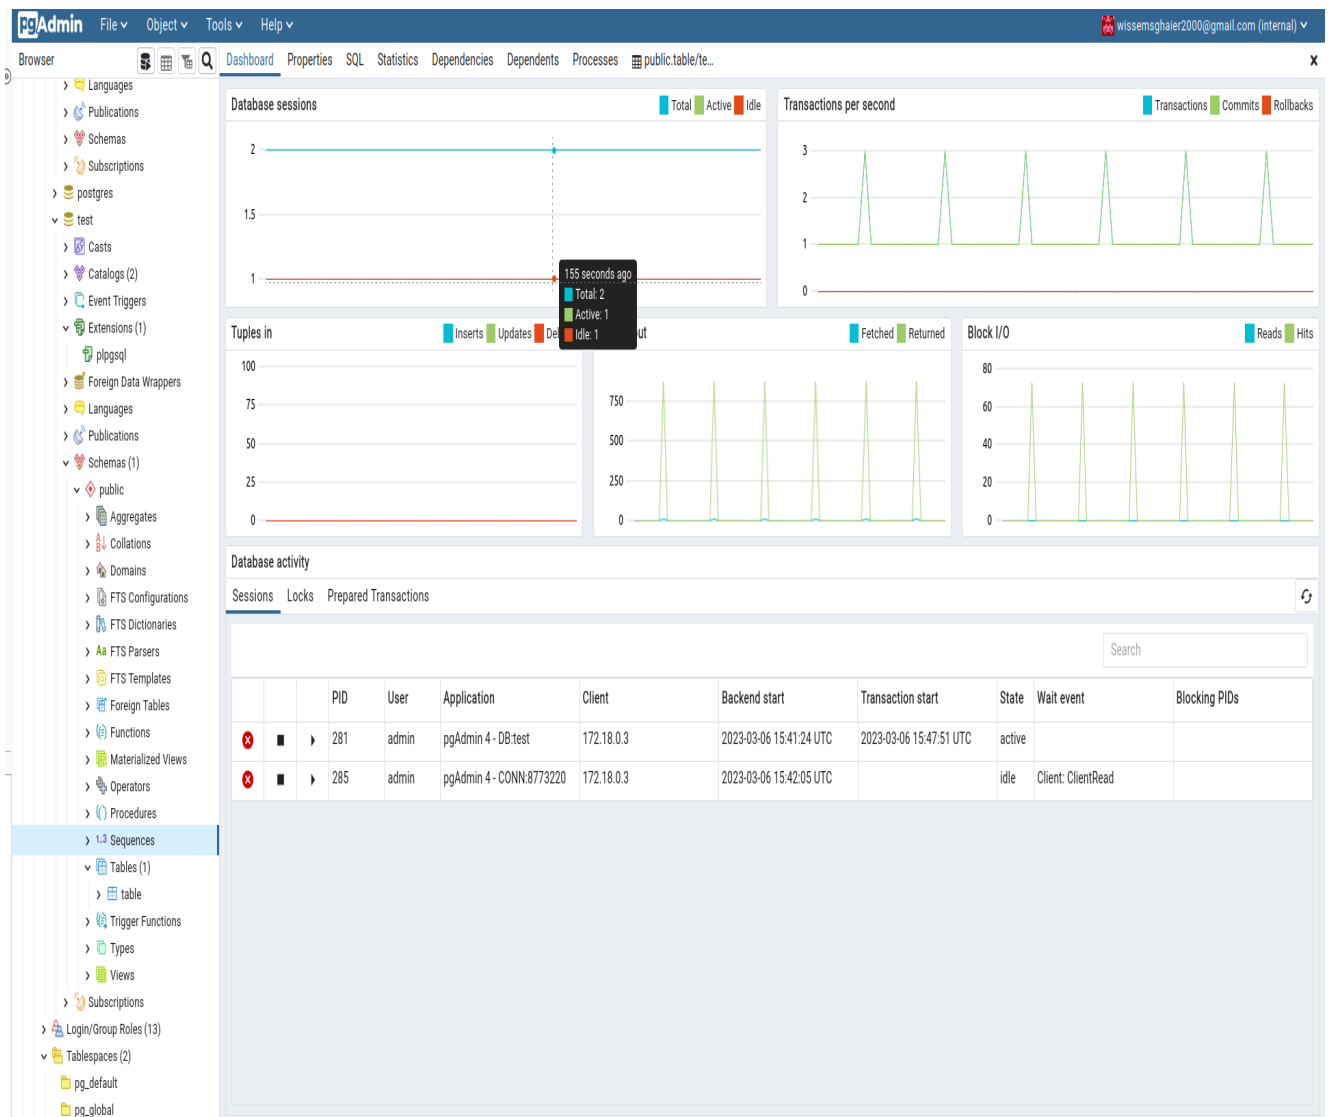 pgAdmin File Object Tools Help wissemsghaier2000@gmail.com (internal)
Browser
Dashboard Properties SQL Statistics Dependencies Dependents Processes public.table/te... x
Languages
Publications
Schemas
Subscriptions
postgres
test
Casts
Catalogs (2)
Event Triggers
Extensions (1)
plpgsql
Foreign Data Wrappers
Languages
Publications
Schemas (1)
public
Aggregates
Collations
Domains
FTS Configurations
FTS Dictionaries
Aa FTS Parsers
FTS Templates
Foreign Tables
Functions
Materialized Views
Operators
Procedures
1..3 Sequences
Tables (1)
table
Trigger Functions
Types
Views
Subscriptions
Login/Group Roles (13)
Tablespaces (2)
pg_default
pg_global
Database sessions Total Active Idle
2
1.5
1
155 seconds ago
Total: 2
Active: 1
Idle: 1
Transactions per second Transactions Commits Rollbacks
3
2
1
0
Tuples in Inserts Updates De
100
75
50
25
0
ut Fetched Returned
750
500
250
0
Block I/O Reads Hits
80
60
40
20
0
Database activity
Sessions Locks Prepared Transactions
Search
PID User Application Client Backend start Transaction start State Wait event Blocking PIDs
281 admin pgAdmin 4 - DB:test 172.18.0.3 2023-03-06 15:41:24 UTC 2023-03-06 15:47:51 UTC active
285 admin pgAdmin 4 - CONN:8773220 172.18.0.3 2023-03-06 15:42:05 UTC idle Client: ClientRead